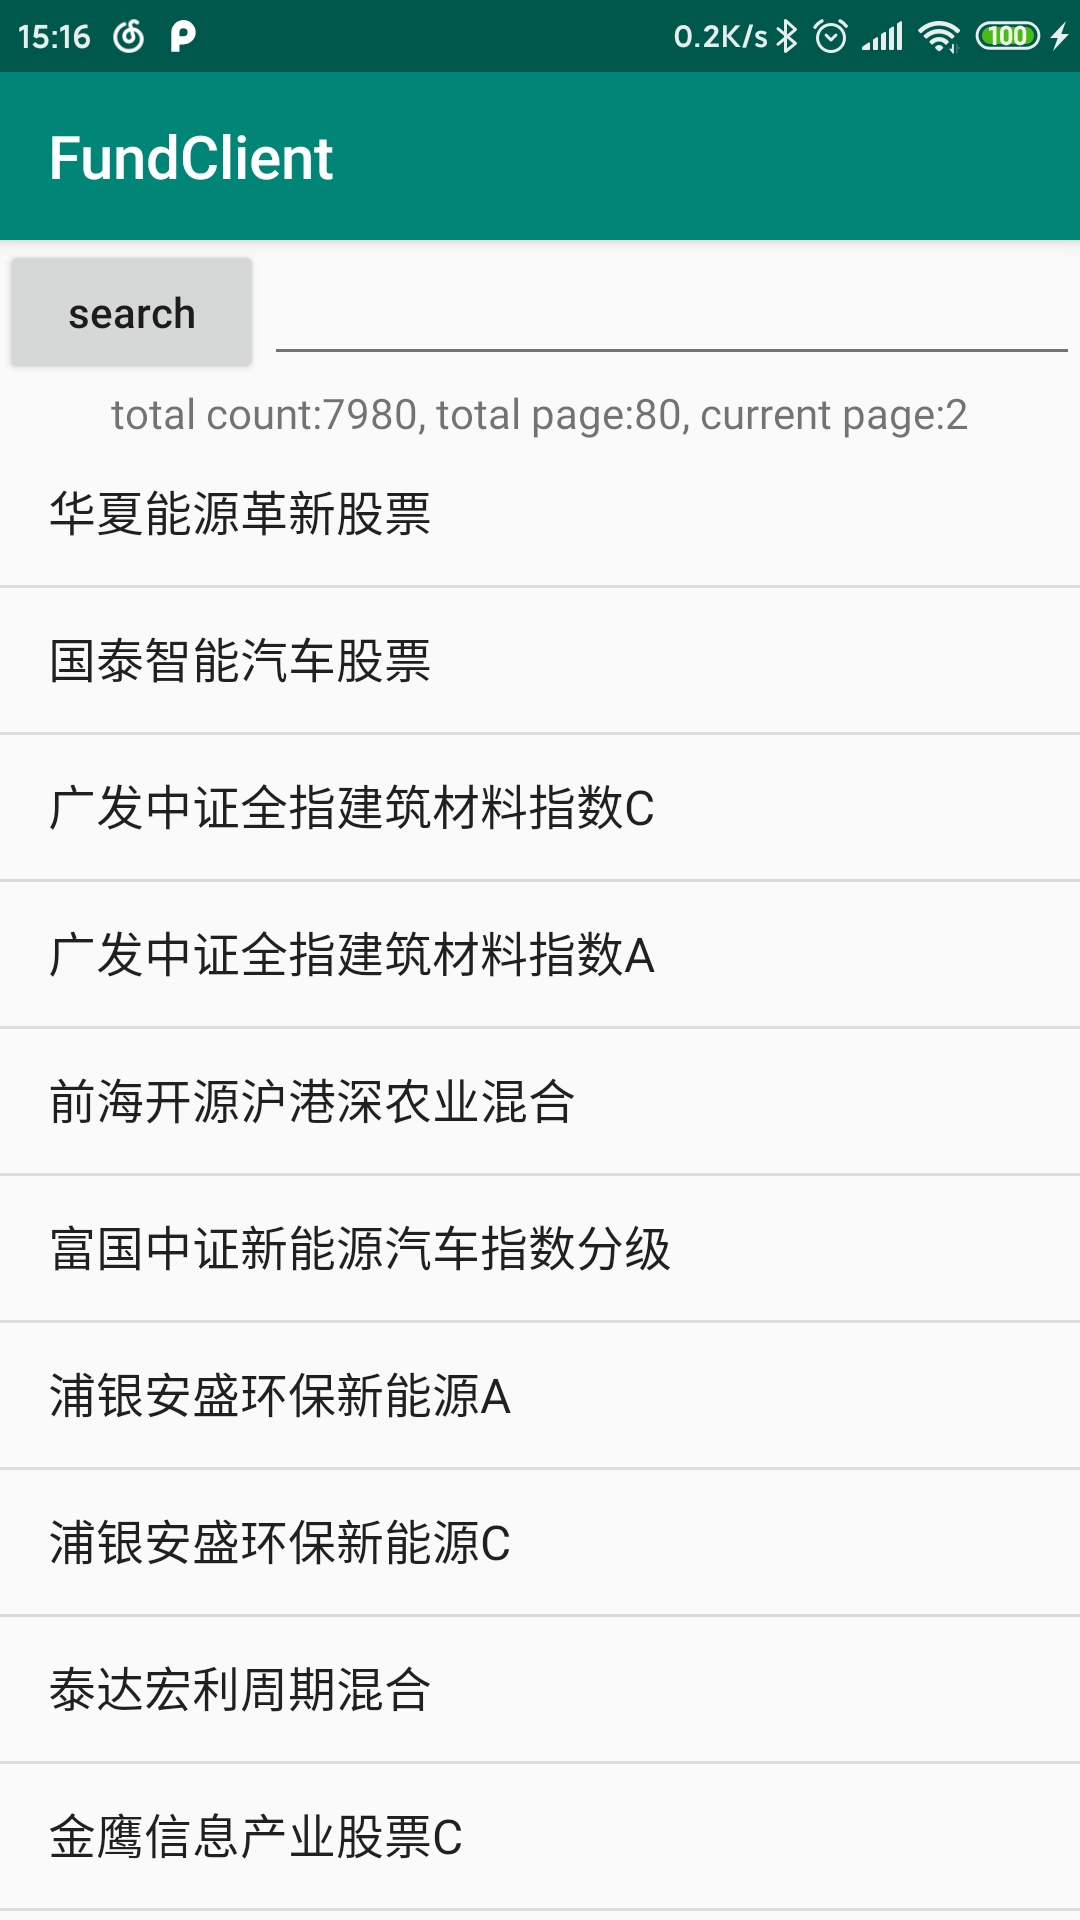 15:16 0.2K/s 100
FundClient
search
total count:7980, total page:80, current page:2
华夏能源革新股票
国泰智能汽车股票
广发中证全指建筑材料指数C
广发中证全指建筑材料指数A
前海开源沪港深农业混合
富国中证新能源汽车指数分级
浦银安盛环保新能源A
浦银安盛环保新能源C
泰达宏利周期混合
金鹰信息产业股票C